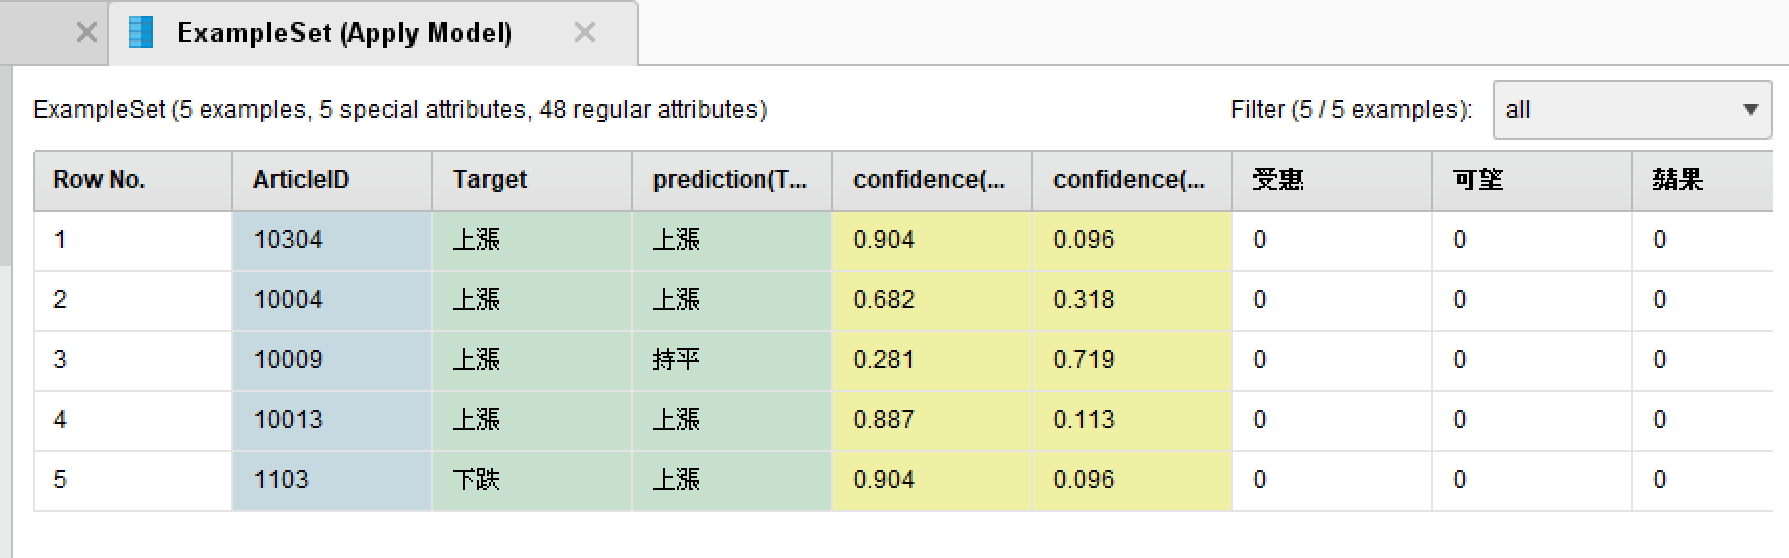 ExampleSet (Apply Model)
ExampleSet (5 examples, 5 special attributes, 48 regular attributes) Filter (5 / 5 examples): all
Row No. ArticleID Target prediction(T... confidence(... confidence(... 受惠 可望 蘋果
1 10304 上漲 上漲 0.904 0.096 0 0 0
2 10004 上漲 上漲 0.682 0.318 0 0 0
3 10009 上漲 持平 0.281 0.719 0 0 0
4 10013 上漲 上漲 0.887 0.113 0 0 0
5 1103 下跌 上漲 0.904 0.096 0 0 0